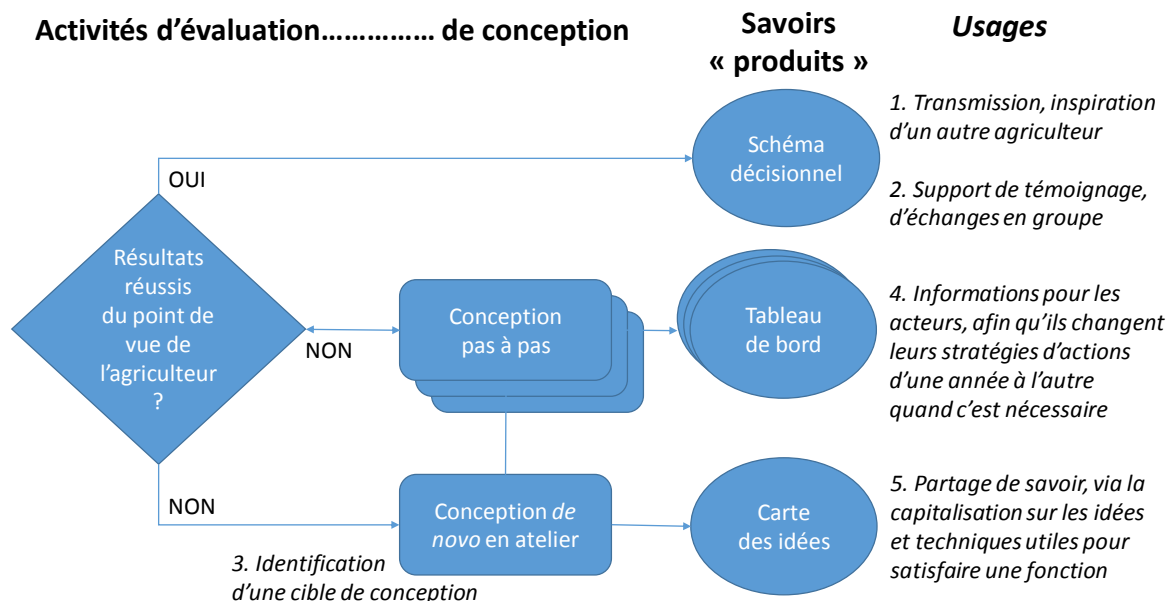 Activités d'évaluation…………… de conception
Savoirs
« produits »
Usages
OUI
Schéma
décisionnel
1. Transmission, inspiration
d'un autre agriculteur
2. Support de témoignage,
d'échanges en groupe
Résultats
réussis
du point de
vue de
l'agriculteur
?
NON
Conception
pas à pas
Tableau
de bord
4. Informations pour les
acteurs, afin qu'ils changent
leurs stratégies d'actions
d'une année à l'autre
quand c'est nécessaire
NON
Conception de
novo en atelier
Carte
des idées
5. Partage de savoir, via la
capitalisation sur les idées
et techniques utiles pour
satisfaire une fonction
3. Identification
d'une cible de conception